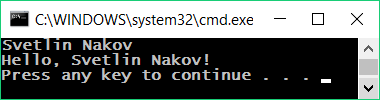 C:\WINDOWS\system32\cmd.exe
Svetlin Nakov
Hello, Svetlin Nakov!
Press any key to continue . . .